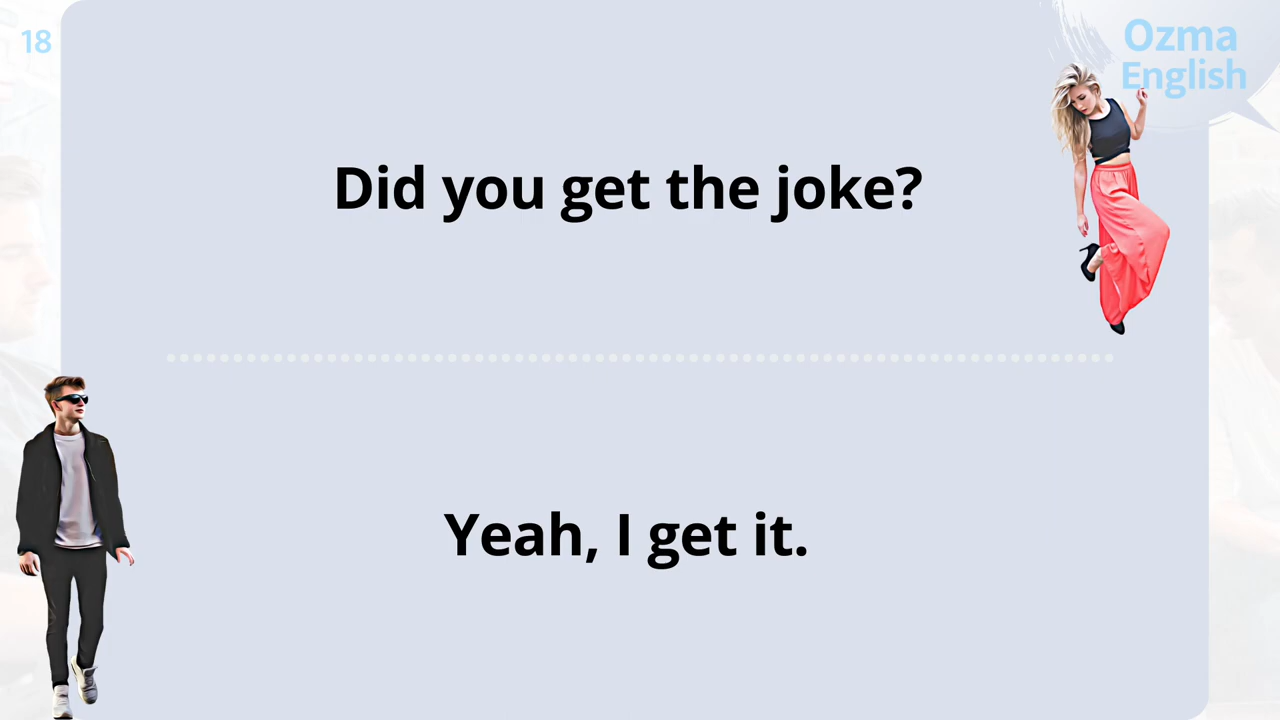 18
Ozma
English
Did you get the joke?
Yeah, I get it.